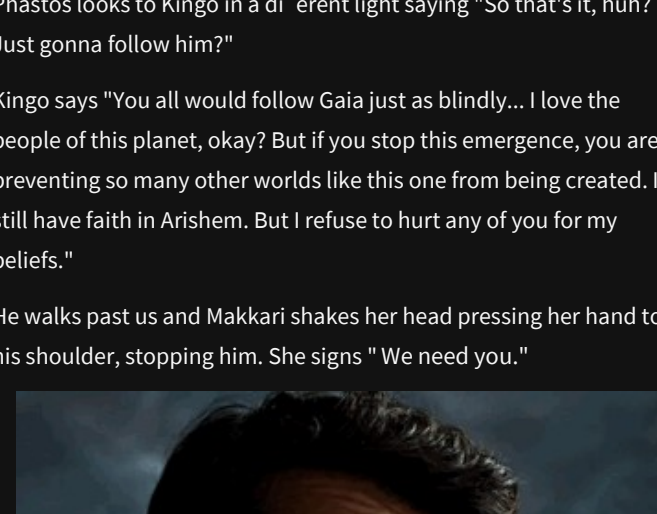 Phastos looks to Kingo in a di erent light saying "So that's it, huh?
Just gonna follow him?"
Kingo says "You all would follow Gaia just as blindly... I love the
people of this planet, okay? But if you stop this emergence, you are
preventing so many other worlds like this one from being created. I
still have faith in Arishem. But I refuse to hurt any of you for my
beliefs."
He walks past us and Makkari shakes her head pressing her hand to
his shoulder, stopping him. She signs " We need you."